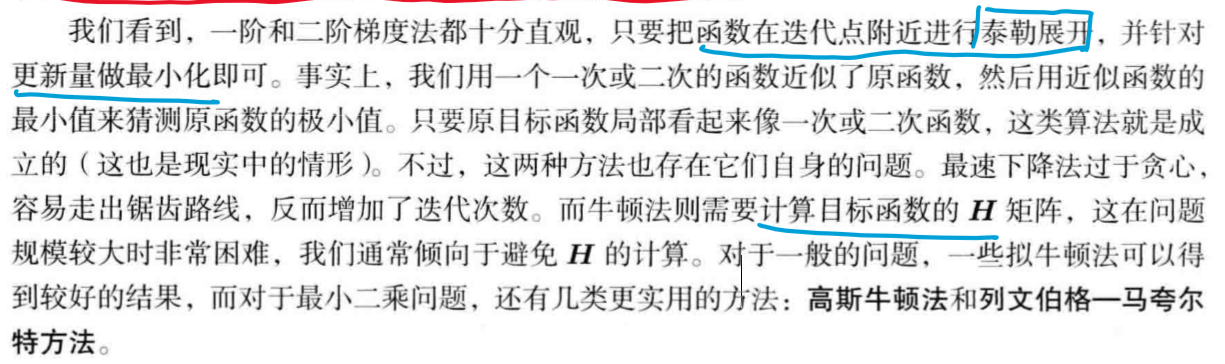 我们看到，一阶和二阶梯度法都十分直观，只要把函数在迭代点附近进行泰勒展开，并针对
更新量做最小化即可。事实上，我们用一个一次或二次的函数近似了原函数，然后用近似函数的
最小值来猜测原函数的极小值。只要原目标函数局部看起来像一次或二次函数，这类算法就是成
立的（这也是现实中的情形）。不过，这两种方法也存在它们自身的问题。最速下降法过于贪心，
容易走出锯齿路线，反而增加了迭代次数。而牛顿法则需要计算目标函数的 H 矩阵，这在问题
规模较大时非常困难，我们通常倾向于避免 H 的计算。对于一般的问题，一些拟牛顿法可以得
到较好的结果，而对于最小二乘问题，还有几类更实用的方法：高斯牛顿法和列文伯格—马夸尔
特方法。